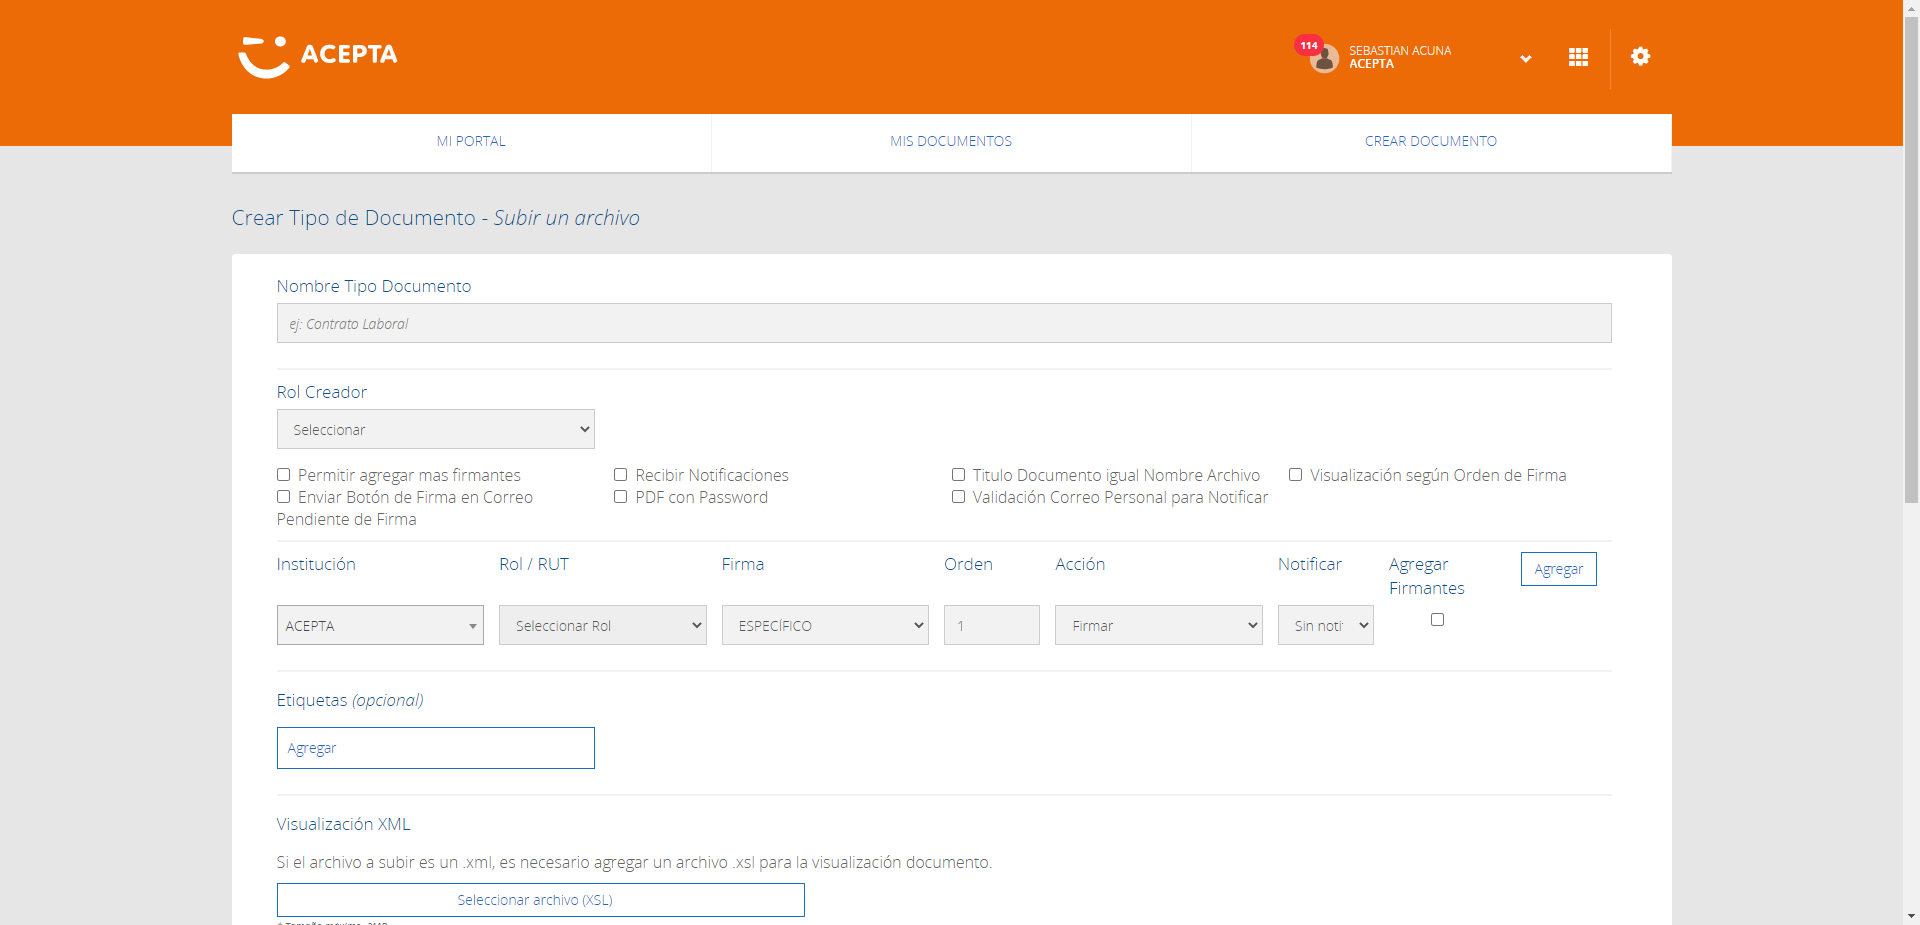 ACEPTA
114
SEBASTIAN ACUNA
ACEPTA
MI PORTAL
MIS DOCUMENTOS
CREAR DOCUMENTO
Crear Tipo de Documento - Subir un archivo
Nombre Tipo Documento
ej: Contrato Laboral
Rol Creador
Seleccionar
Permitir agregar mas firmantes
Recibir Notificaciones
Titulo Documento igual Nombre Archivo
Visualización según Orden de Firma
Enviar Botón de Firma en Correo
Pendiente de Firma
PDF con Password
Validación Correo Personal para Notificar
Institución
Rol / RUT
Firma
Orden
Acción
Notificar
Agregar
Firmantes
Agregar
ACEPTA
Seleccionar Rol
ESPECÍFICO
1
Firmar
Sin noti
Etiquetas (opcional)
Agregar
Visualización XML
Si el archivo a subir es un .xml, es necesario agregar un archivo .xsl para la visualización documento.
Seleccionar archivo (XSL)